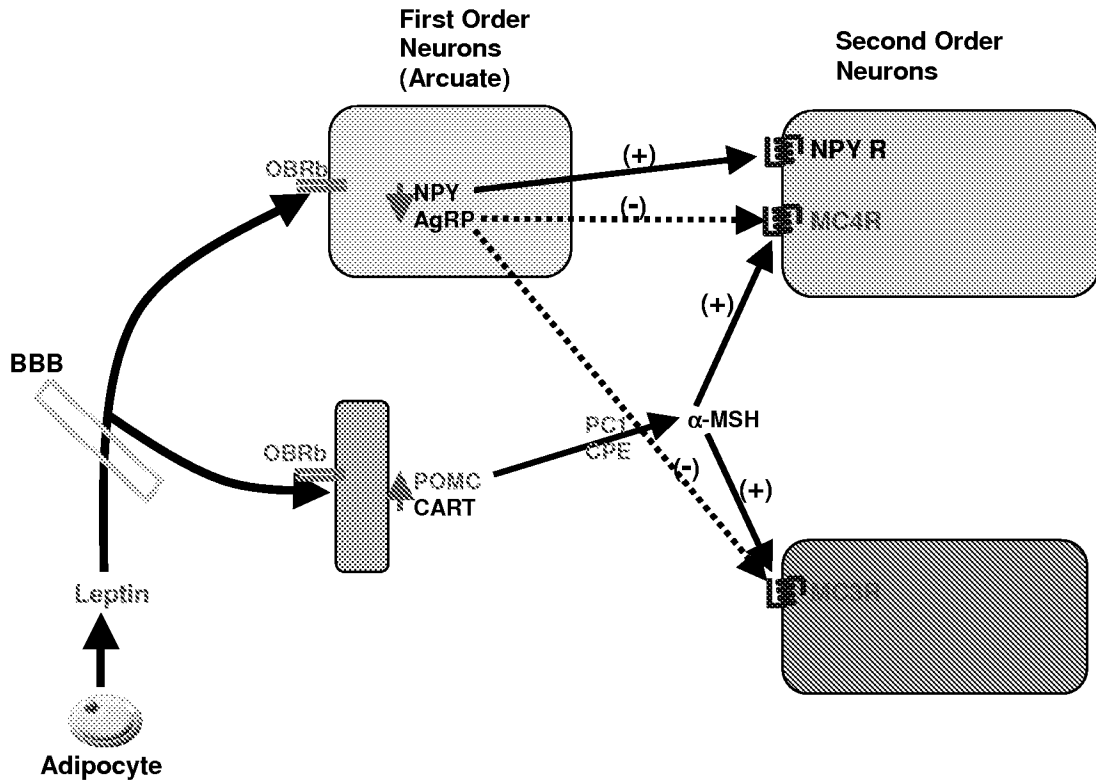 First Order
Neurons
(Arcuate)
Second Order
Neurons
OBRb
NPY
AgRP
(+)
(-)
NPY R
MC4R
(+)
BBB
OBRb
POMC
CART
PC1
CPE
α-MSH
(-)
(+)
Leptin
MC3R
Adipocyte